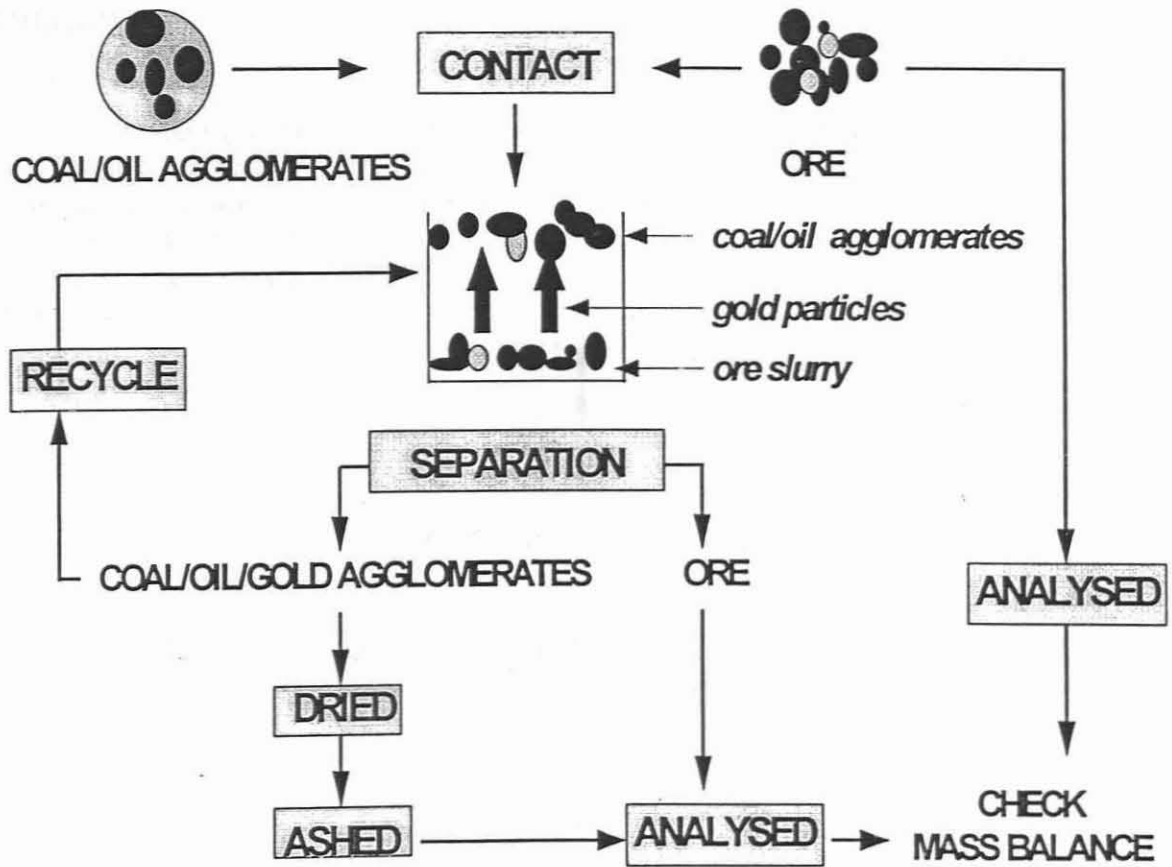 CONTACT
COAL/OIL AGGLOMERATES
ORE
coal/oil agglomerates
gold particles
ore slurry
RECYCLE
SEPARATION
COAL/OIL/GOLD AGGLOMERATES
ORE
ANALYSED
DRIED
ASHED
ANALYSED
CHECK
MASS BALANCE